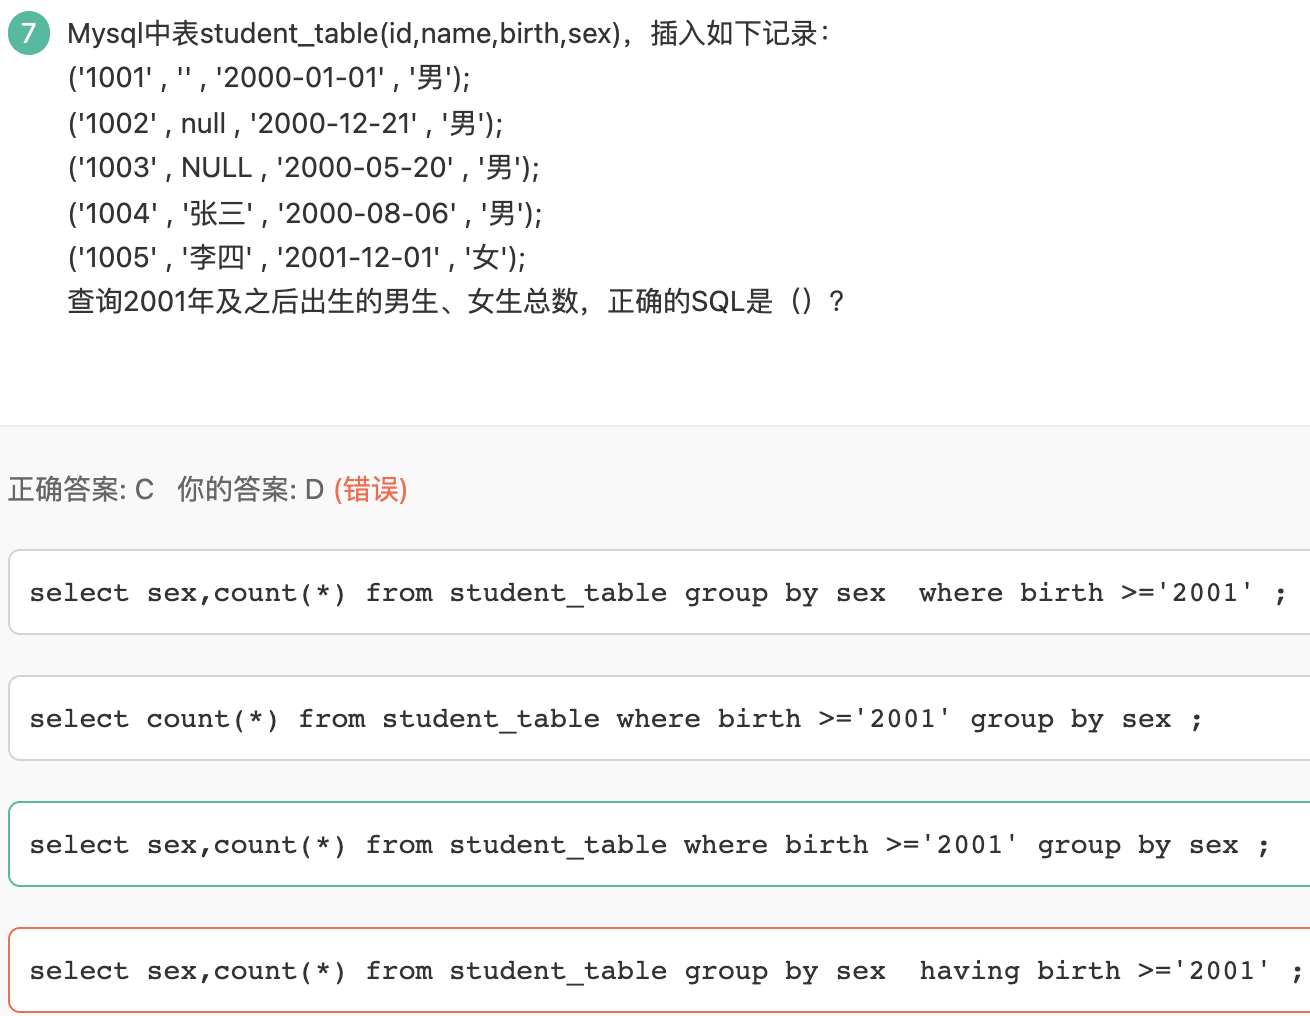 7 Mysql中表student_table(id,name,birth,sex)，插入如下记录：
('1001' , '' , '2000-01-01' , '男');
('1002' , null , '2000-12-21' , '男');
('1003' , NULL , '2000-05-20' , '男');
('1004' , '张三' , '2000-08-06' , '男');
('1005' , '李四' , '2001-12-01' , '女');
查询2001年及之后出生的男生、女生总数，正确的SQL是（）？
正确答案: C 你的答案: D (错误)
select sex,count(*) from student_table group by sex  where birth >='2001' ;
select count(*) from student_table where birth >='2001' group by sex ;
select sex,count(*) from student_table where birth >='2001' group by sex ;
select sex,count(*) from student_table group by sex  having birth >='2001' ;